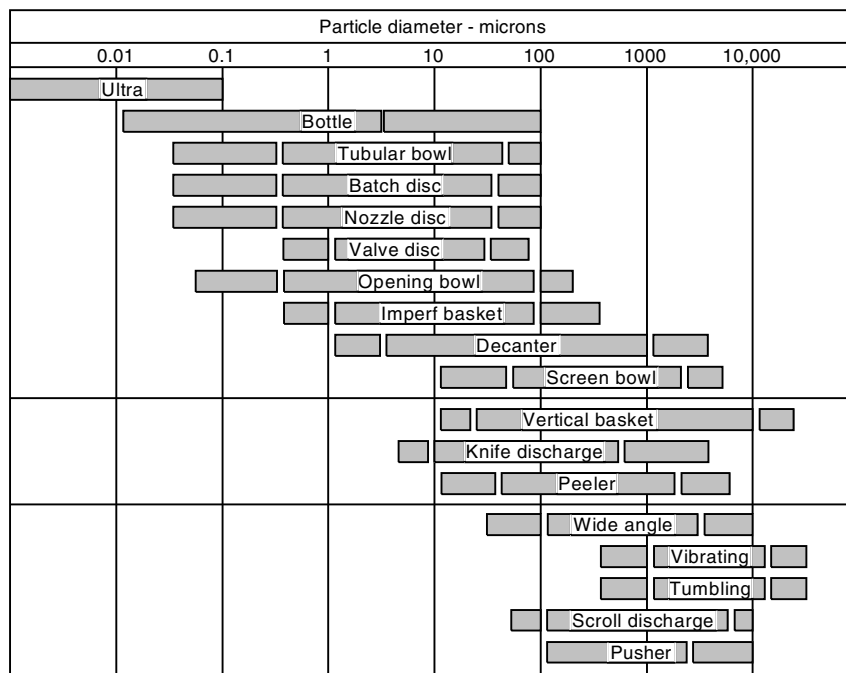 Particle diameter - microns
0.01 0.1 1 10 100 1000 10,000
Ultra
Bottle
Tubular bowl
Batch disc
Nozzle disc
Valve disc
Opening bowl
Imperf basket
Decanter
Screen bowl
Vertical basket
Knife discharge
Peeler
Wide angle
Vibrating
Tumbling
Scroll discharge
Pusher